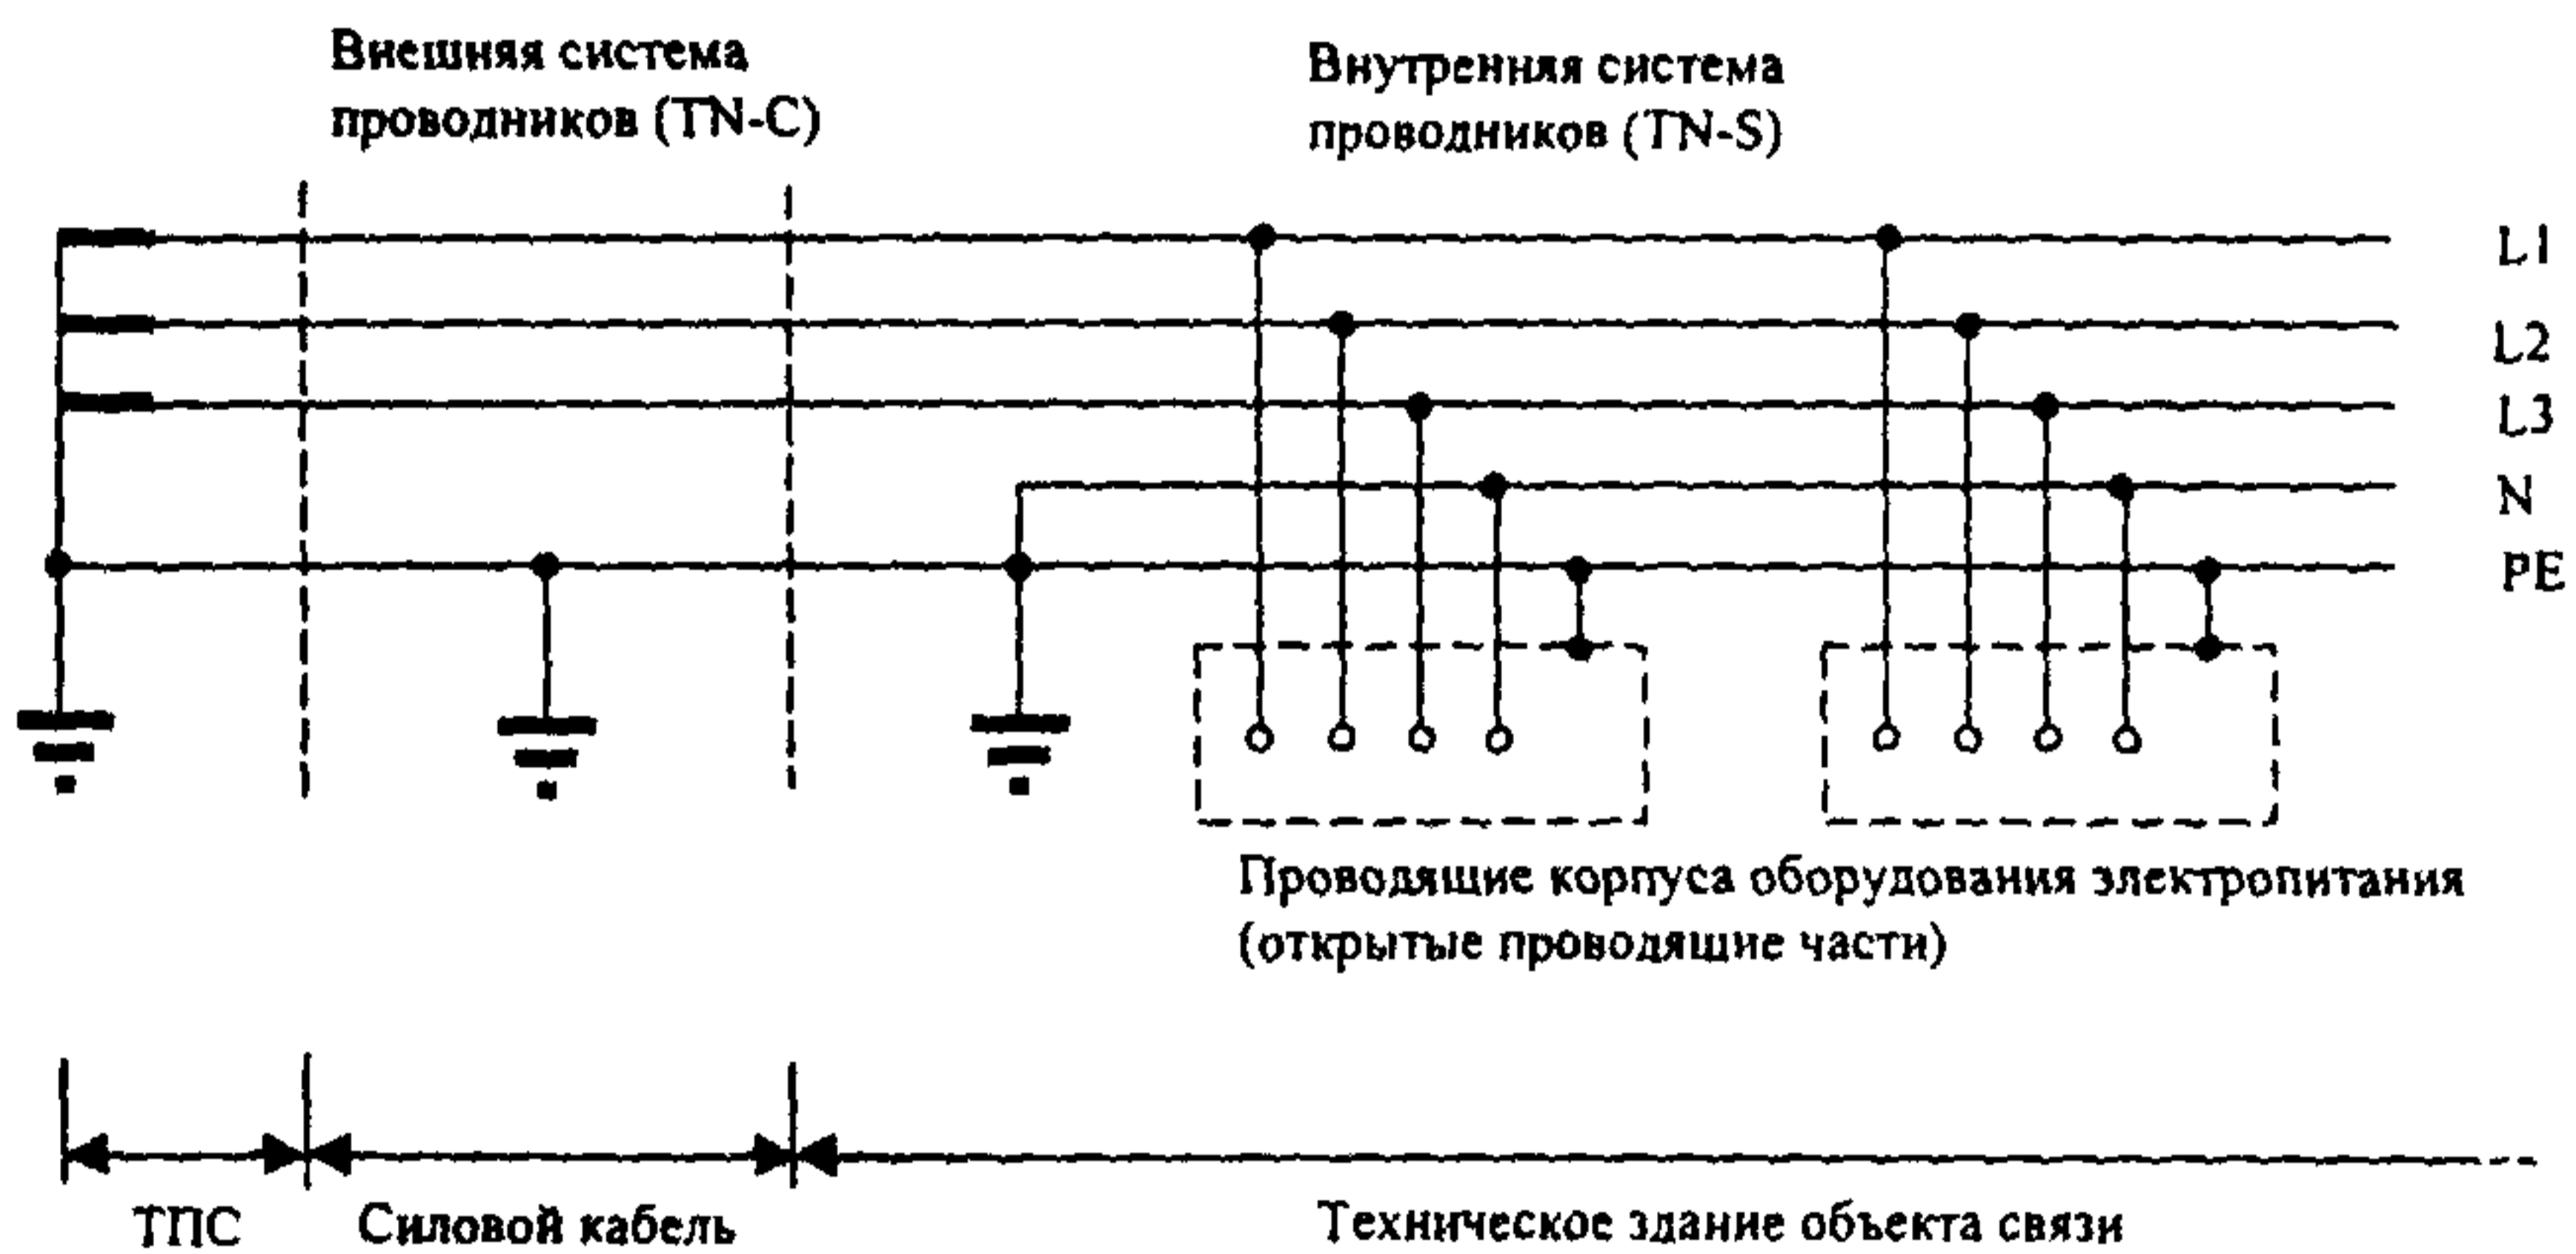 Внешняя система
проводников (TN-C)
Внутренняя система
проводников (TN-S)
L1
L2
L3
N
PE
Проводящие корпуса оборудования электропитания
(открытые проводящие части)
ТПС
Силовой кабель
Техническое здание объекта связи